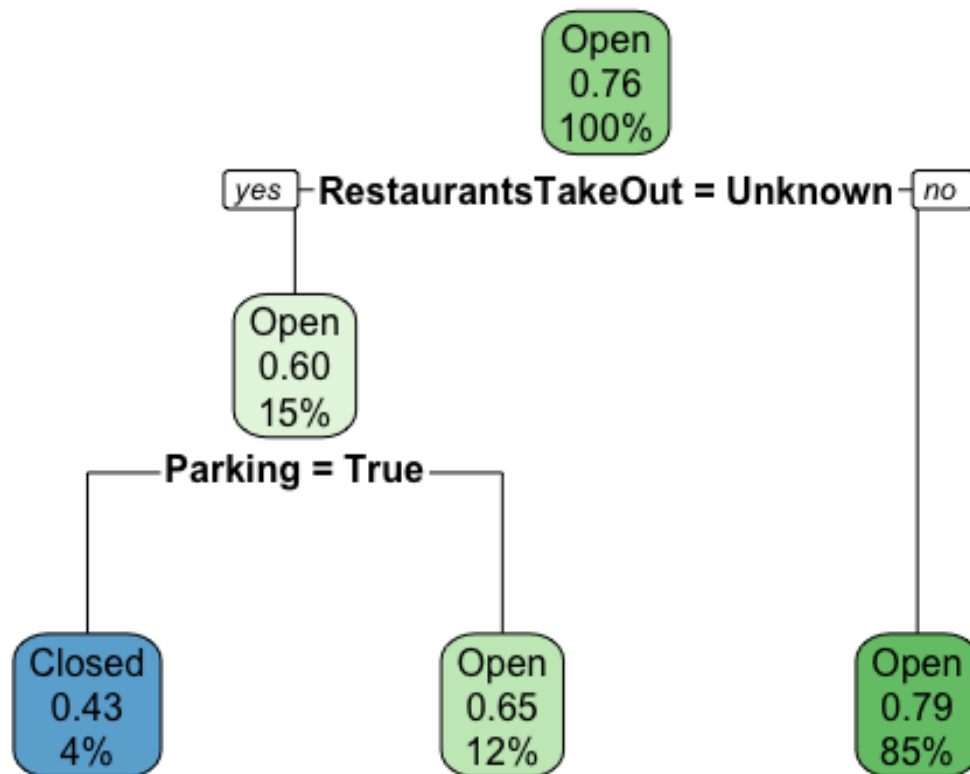 Open
0.76
100%
yes RestaurantsTakeOut = Unknown no
Open
0.60
15%
Parking = True
Closed
0.43
4%
Open
0.65
12%
Open
0.79
85%